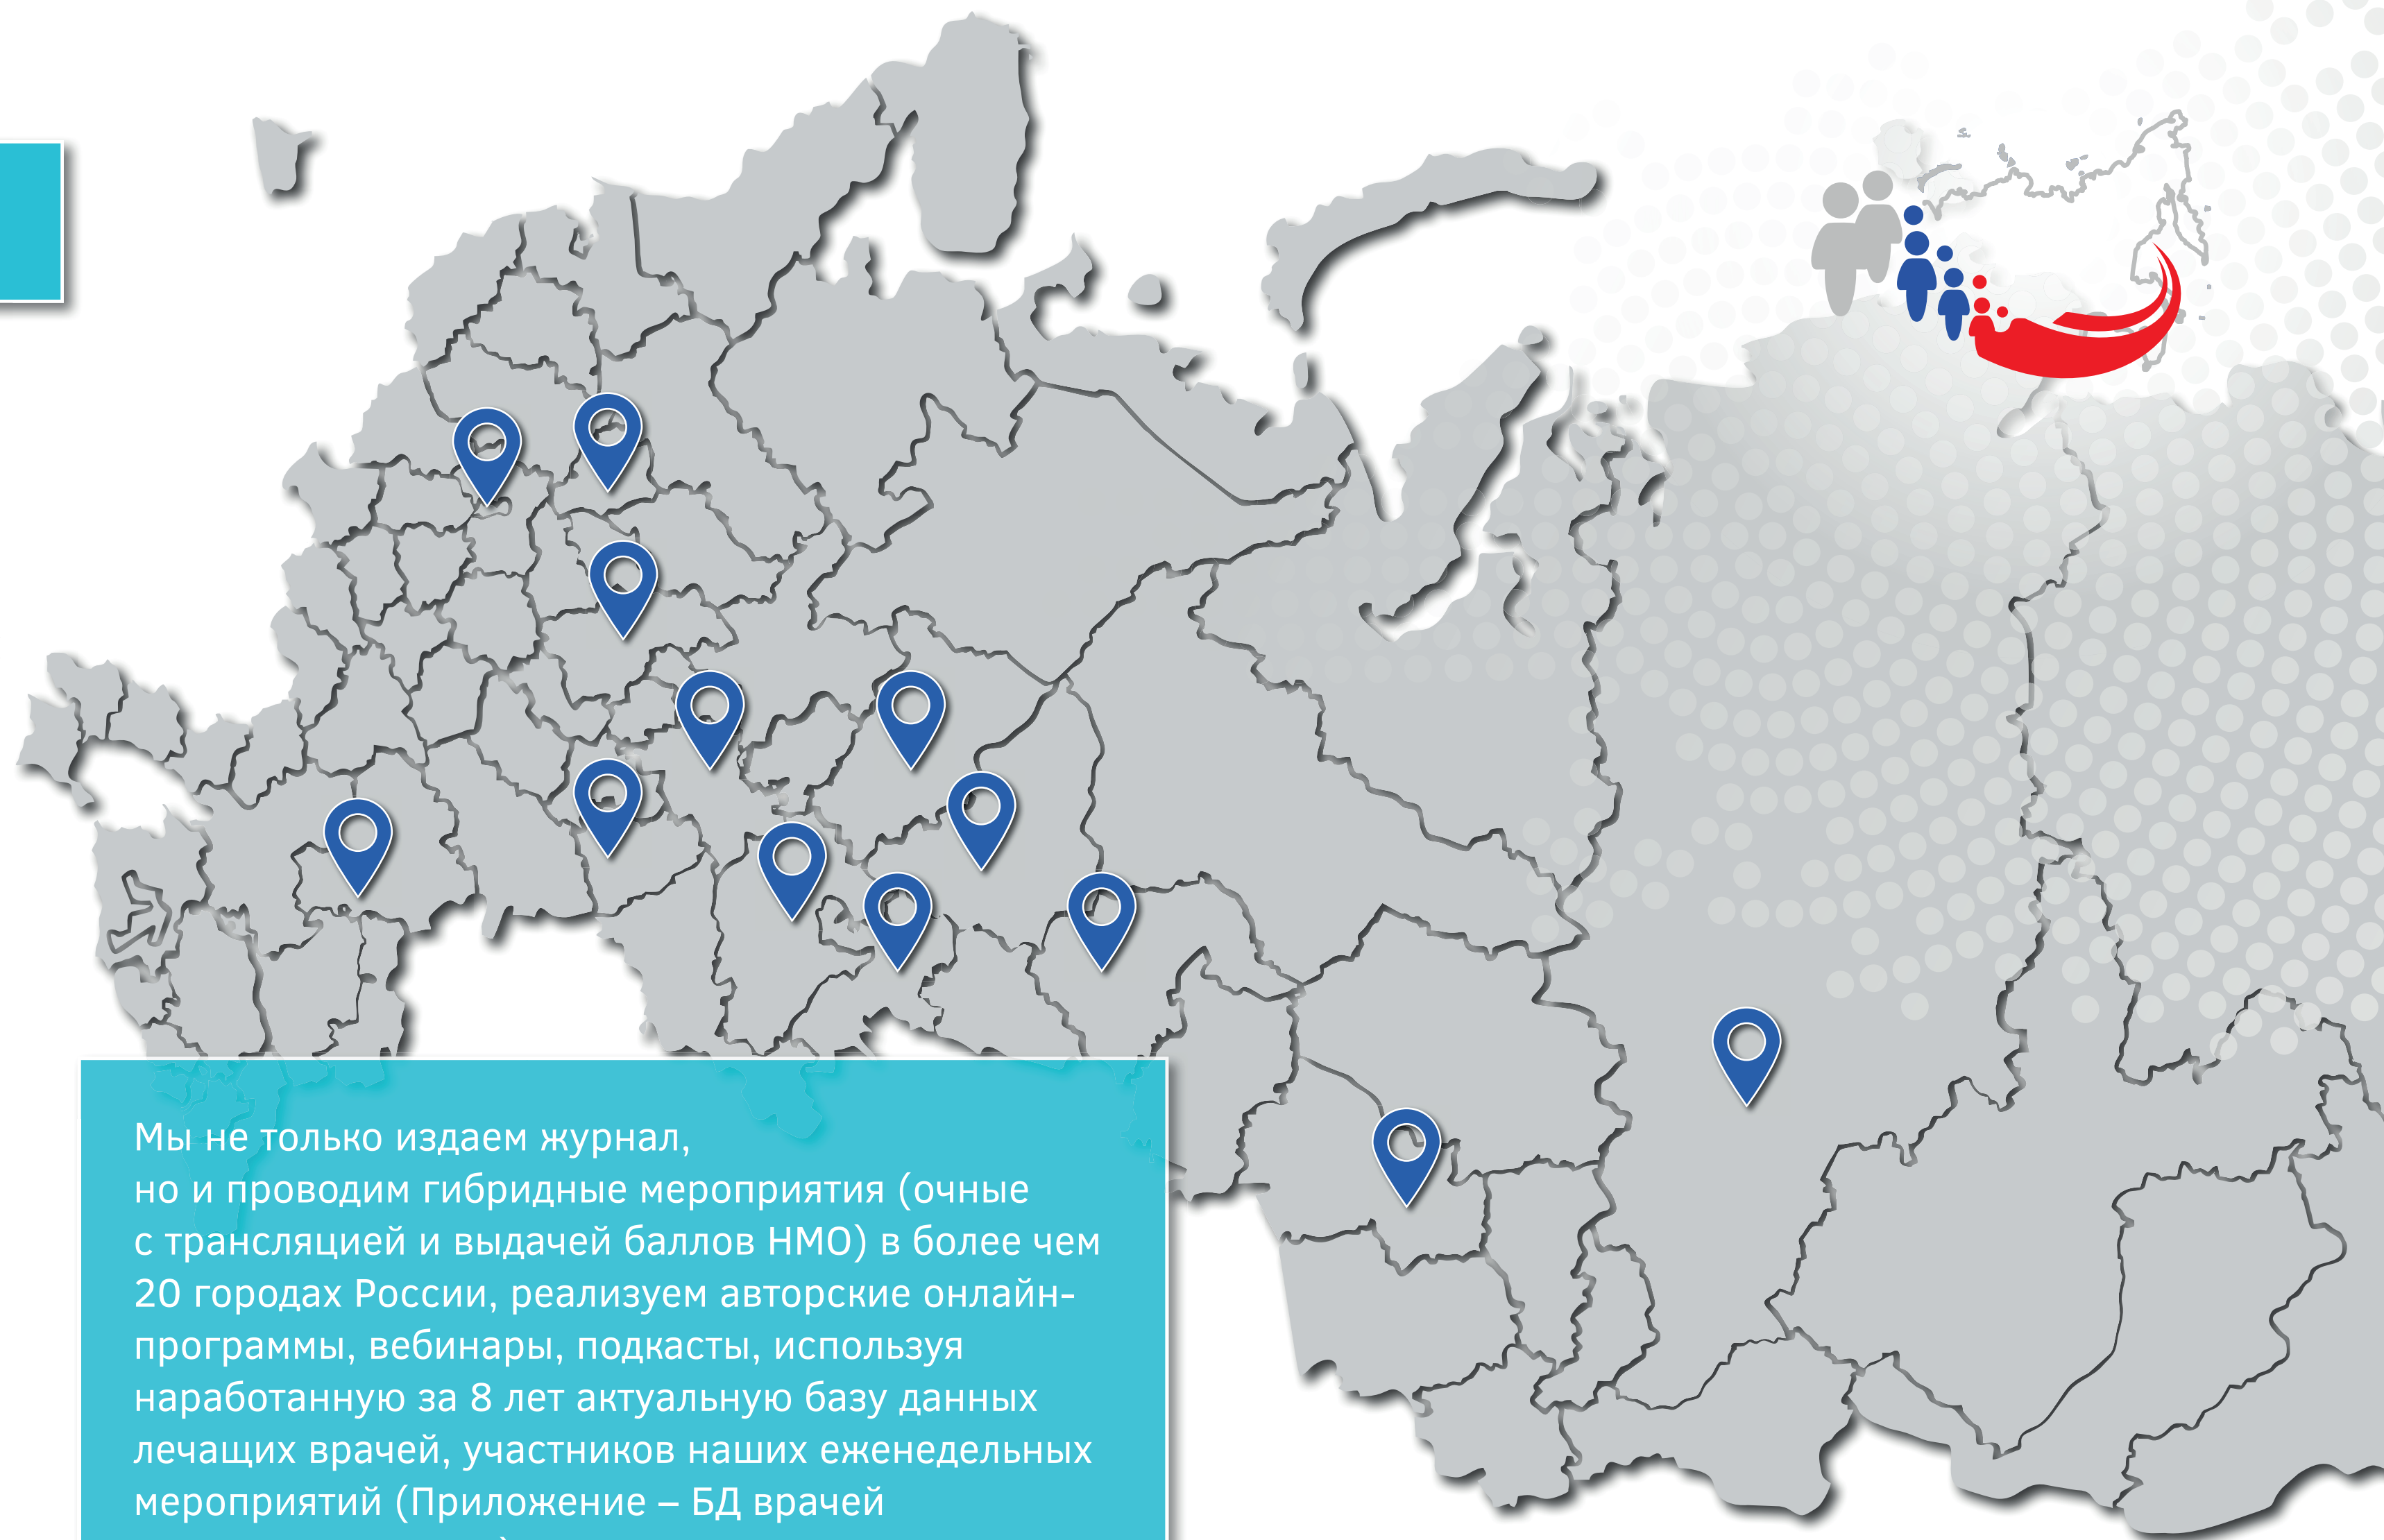 Мы не только издаем журнал,
но и проводим гибридные мероприятия (очные
с трансляцией и выдачей баллов НМО) в более чем
20 городах России, реализуем авторские онлайн-
программы, вебинары, подкасты, используя
наработанную за 8 лет актуальную базу данных
лечащих врачей, участников наших еженедельных
мероприятий (Приложение – БД врачей